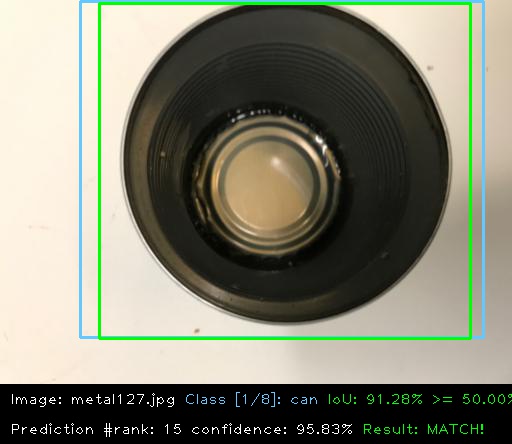 Image: metal127.jpg Class [1/8]: can IoU: 91.28% >= 50.00%
Prediction #rank: 15 confidence: 95.83% Result: MATCH!